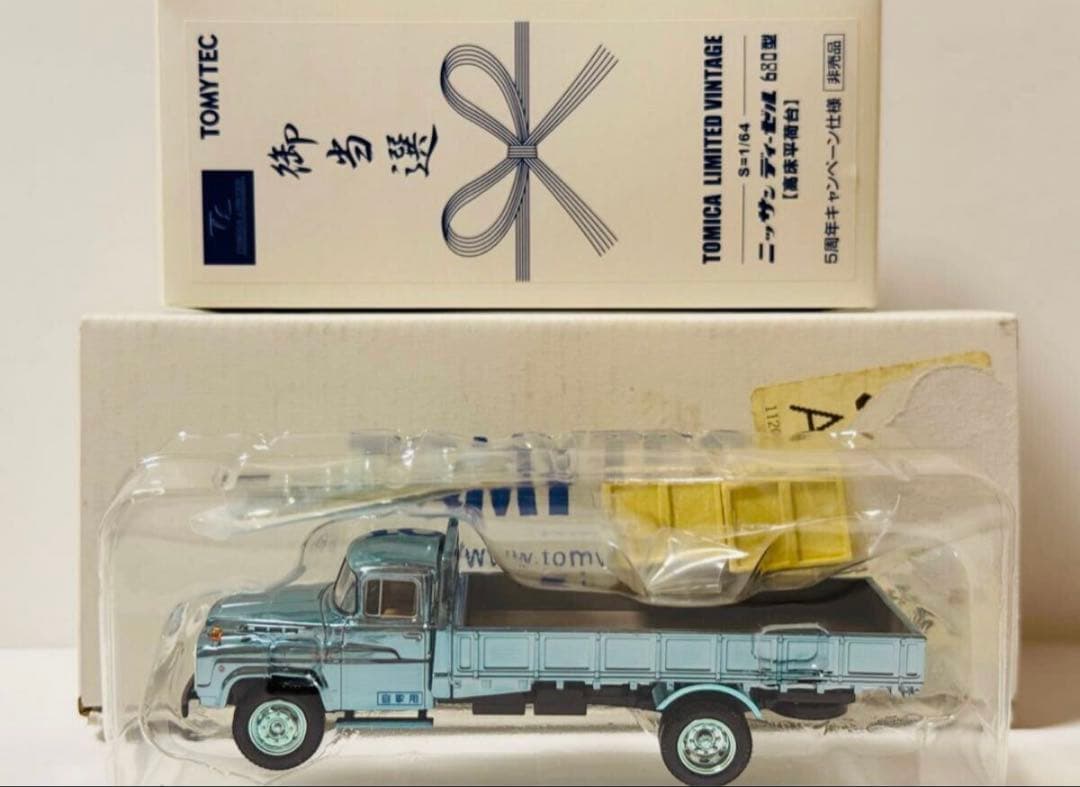 TOMYTEC
御当選
TOMICA LIMITED VINTAGE
S=1/64
ニッサン ディーゼル 680型
【高床平荷台】
5周年キャンペーン仕様
非売品
A
1120
www.tomy
自家用